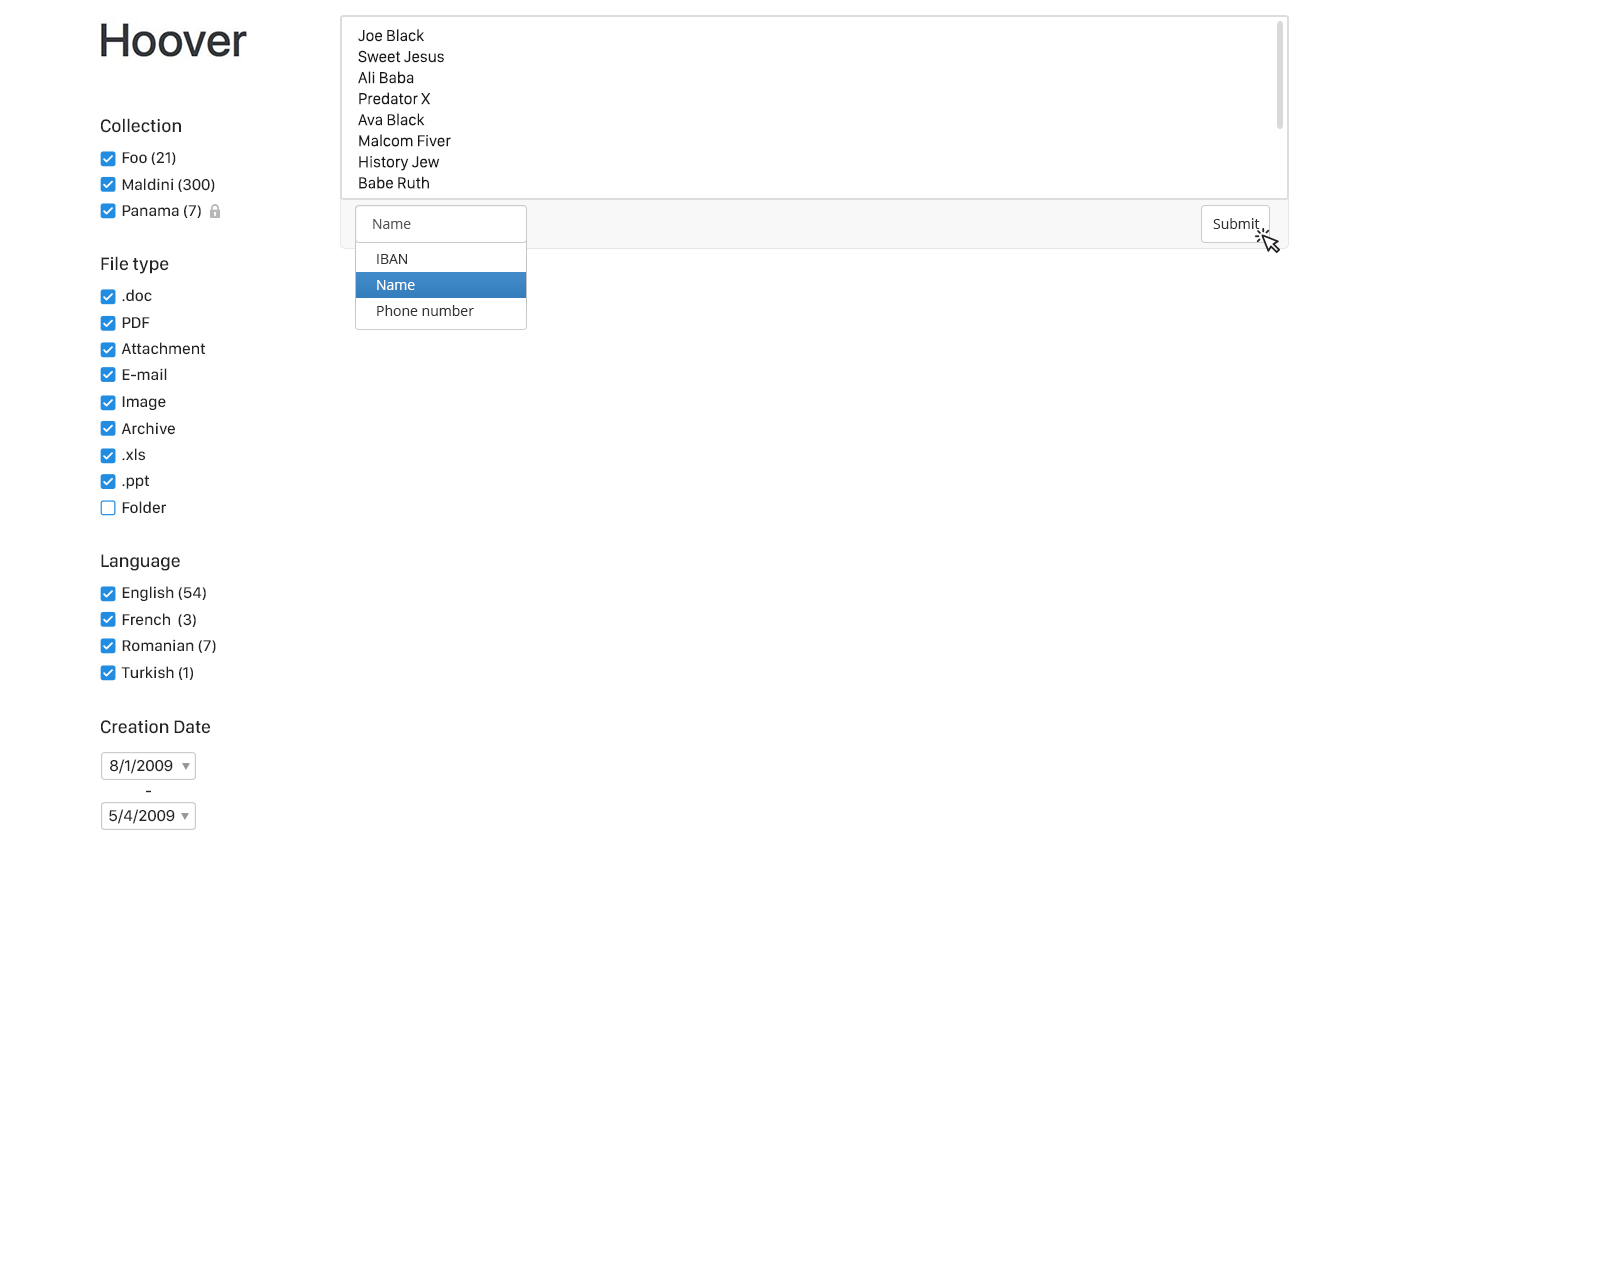 Hoover
Collection
Foo (21)
Maldini (300)
Panama (7)
File type
.doc
PDF
Attachment
E-mail
Image
Archive
.xls
.ppt
Folder
Language
English (54)
French (3)
Romanian (7)
Turkish (1)
Creation Date
8/1/2009
-
5/4/2009
Joe Black
Sweet Jesus
Ali Baba
Predator X
Ava Black
Malcom Fiver
History Jew
Babe Ruth
Name
Submit
IBAN
Name
Phone number